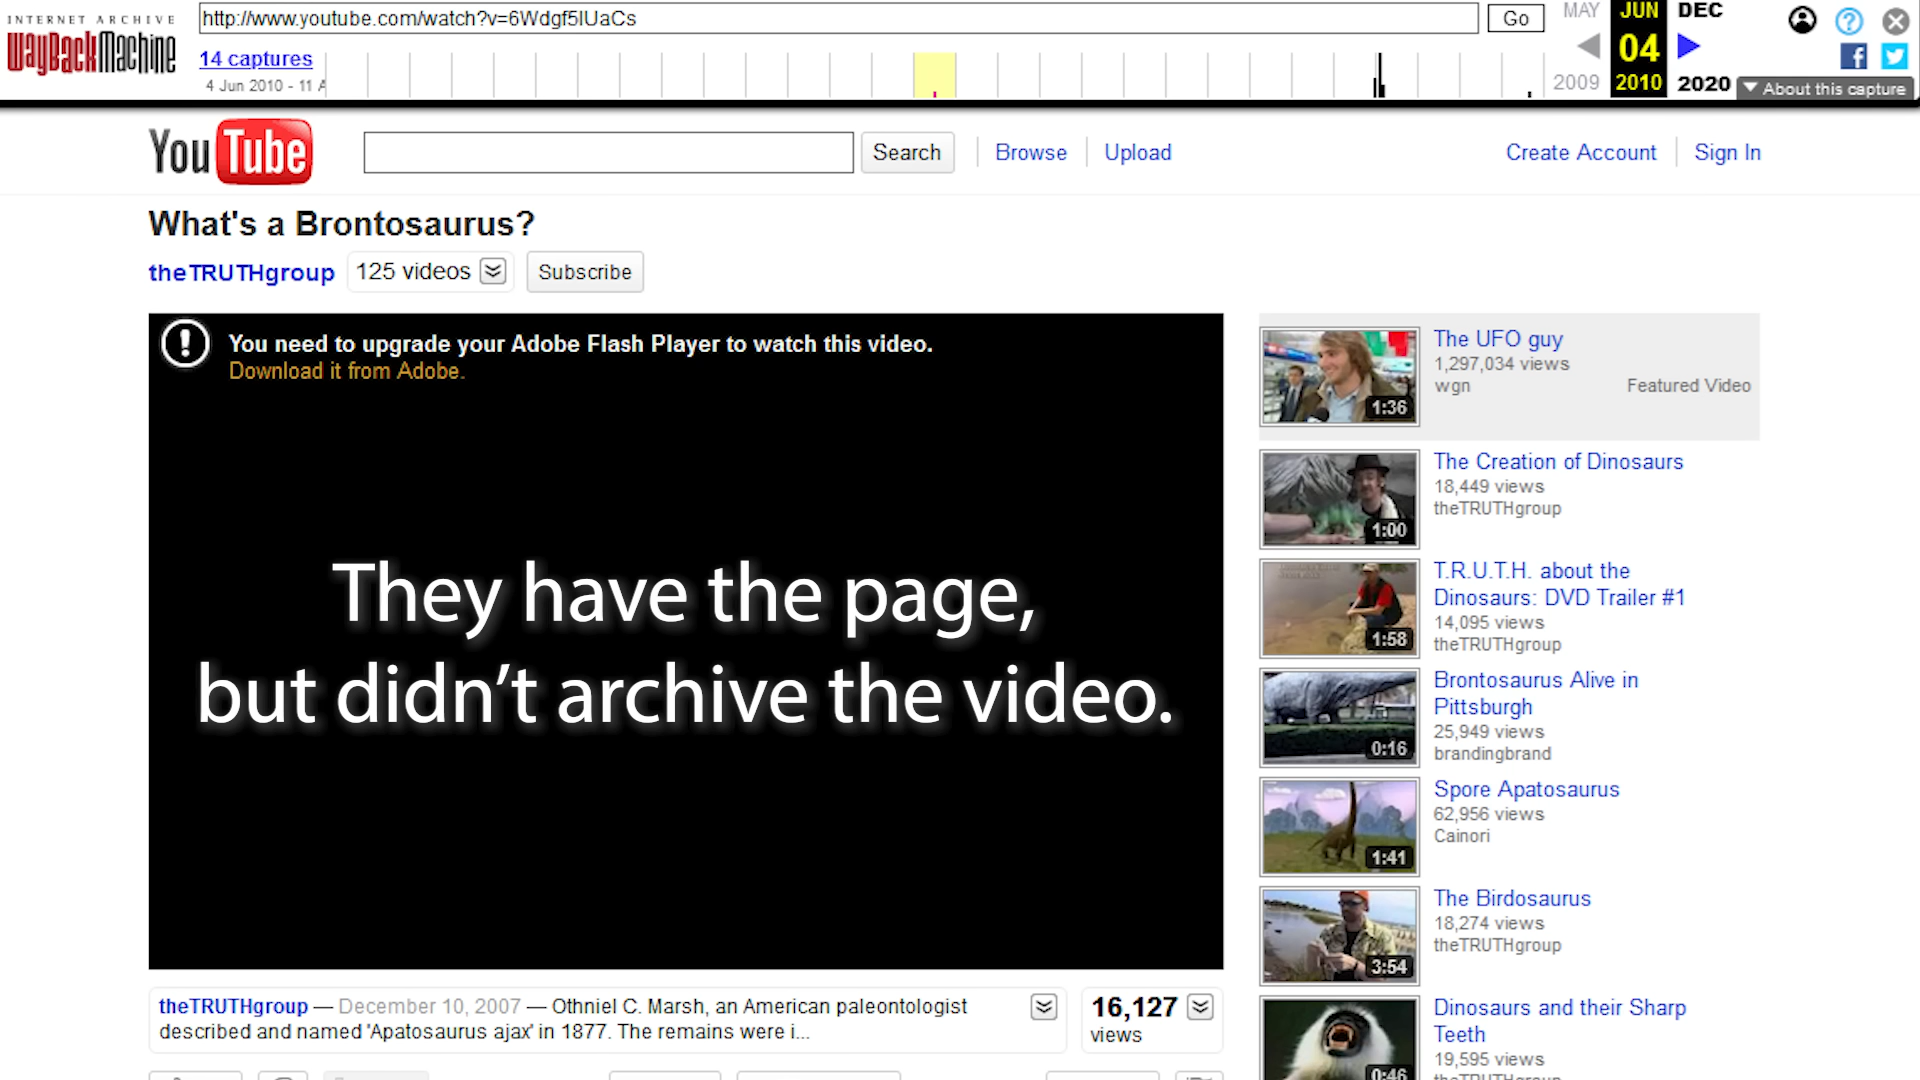 INTERNET ARCHIVE
WayBackMachine
http://www.youtube.com/watch?v=6Wdgf5IUaCs
Go
14 captures
4 Jun 2010 - 11 A
MAY
JUN
DEC
04
2009
2010
2020
About this capture
YouTube
Search
Browse
Upload
Create Account
Sign In
What's a Brontosaurus?
theTRUTHgroup
125 videos
Subscribe
You need to upgrade your Adobe Flash Player to watch this video.
Download it from Adobe.
They have the page,
but didn’t archive the video.
theTRUTHgroup — December 10, 2007 — Othniel C. Marsh, an American paleontologist
described and named 'Apatosaurus ajax' in 1877. The remains were i...
16,127
views
The UFO guy
1,297,034 views
wgn
Featured Video
1:36
The Creation of Dinosaurs
18,449 views
theTRUTHgroup
1:00
T.R.U.T.H. about the
Dinosaurs: DVD Trailer #1
14,095 views
theTRUTHgroup
1:58
Brontosaurus Alive in
Pittsburgh
25,949 views
brandingbrand
0:16
Spore Apatosaurus
62,956 views
Cainori
1:41
The Birdosaurus
18,274 views
theTRUTHgroup
3:54
Dinosaurs and their Sharp
Teeth
19,595 views
theTRUTHgroup
0:46